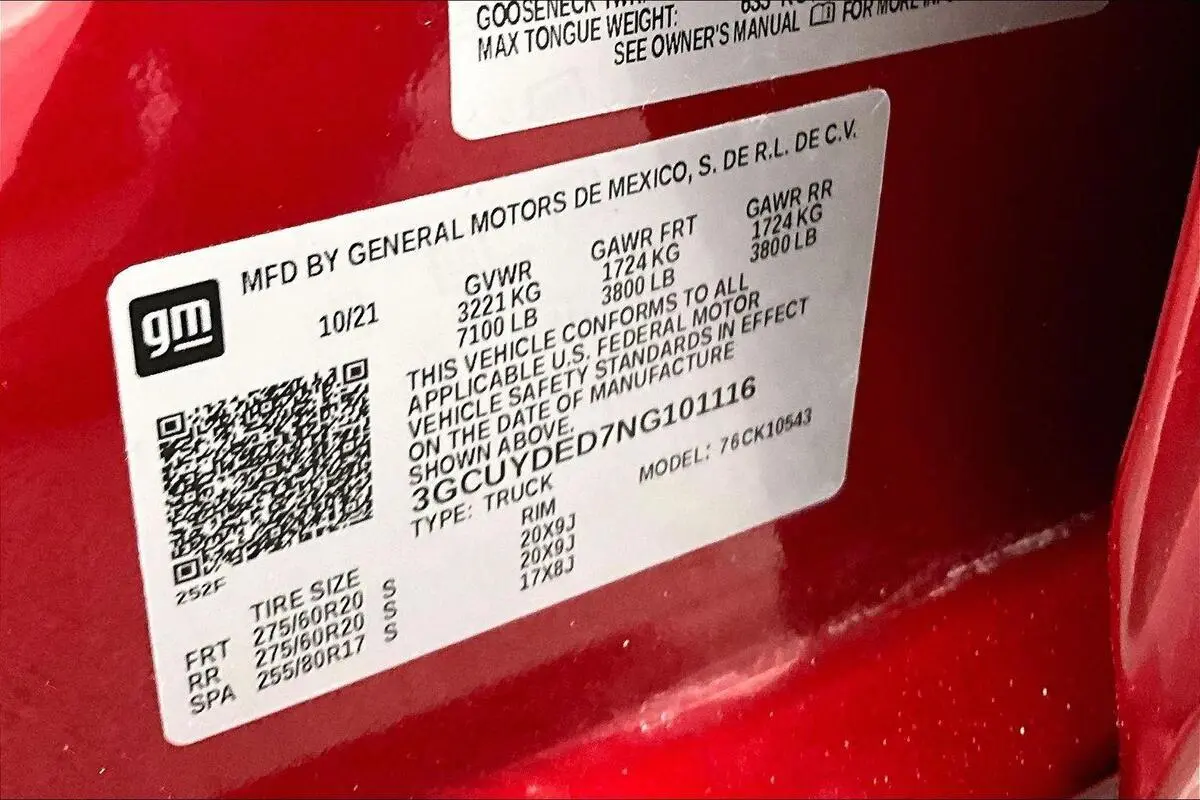 GOOSENECK
MAX TONGUE WEIGHT:
SEE OWNER'S MANUAL FOR MORE
MFD BY GENERAL MOTORS DE MEXICO, S. DE R.L. DE C.V.
gm
10/21
GVWR
3221 KG
7100 LB
GAWR FRT
1724 KG
3800 LB
GAWR RR
1724 KG
3800 LB
THIS VEHICLE CONFORMS TO ALL
APPLICABLE U.S. FEDERAL MOTOR
VEHICLE SAFETY STANDARDS IN EFFECT
ON THE DATE OF MANUFACTURE
SHOWN ABOVE.
3GCUYDED7NG101116
TYPE: TRUCK
MODEL: 76CK10543
252F
TIRE SIZE RIM
FRT 275/60R20 S 20X9J
RR 275/60R20 S 20X9J
SPA 255/80R17 S 17X8J